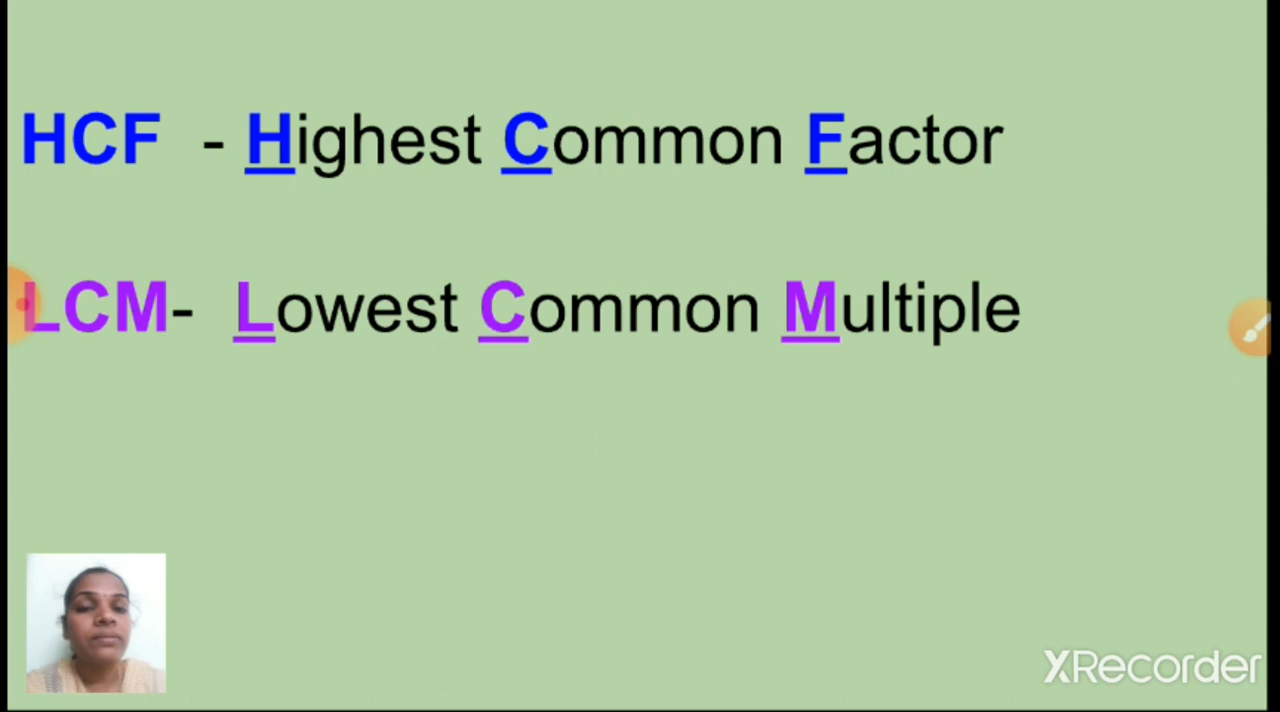 HCF - Highest Common Factor
LCM- Lowest Common Multiple
XRecorder